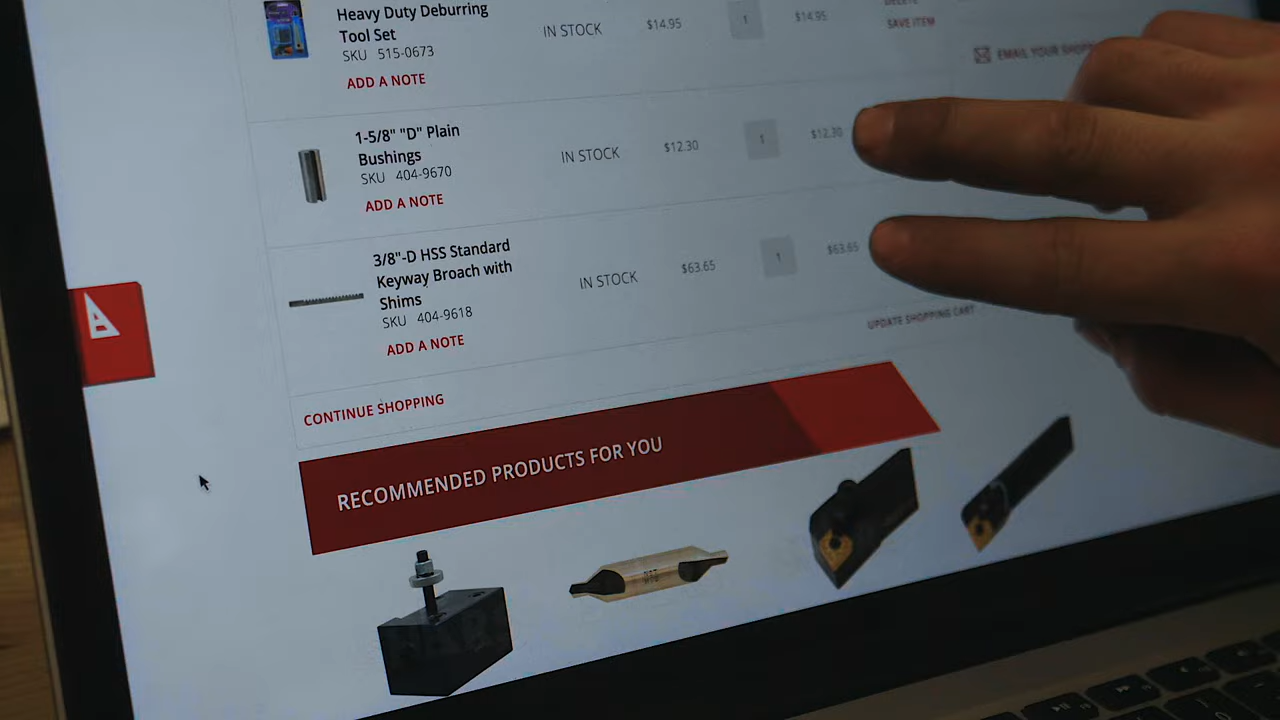 Heavy Duty Deburring
Tool Set
SKU 515-0673
ADD A NOTE
IN STOCK
$14.95
1
$14.95
DELETE
SAVE ITEM
EMAIL YOUR
1-5/8" "D" Plain
Bushings
SKU 404-9670
ADD A NOTE
IN STOCK
$12.30
1
$12.30
3/8"-D HSS Standard
Keyway Broach with
Shims
SKU 404-9618
ADD A NOTE
IN STOCK
$63.65
1
$63.65
UPDATE SHOPPING CART
CONTINUE SHOPPING
RECOMMENDED PRODUCTS FOR YOU